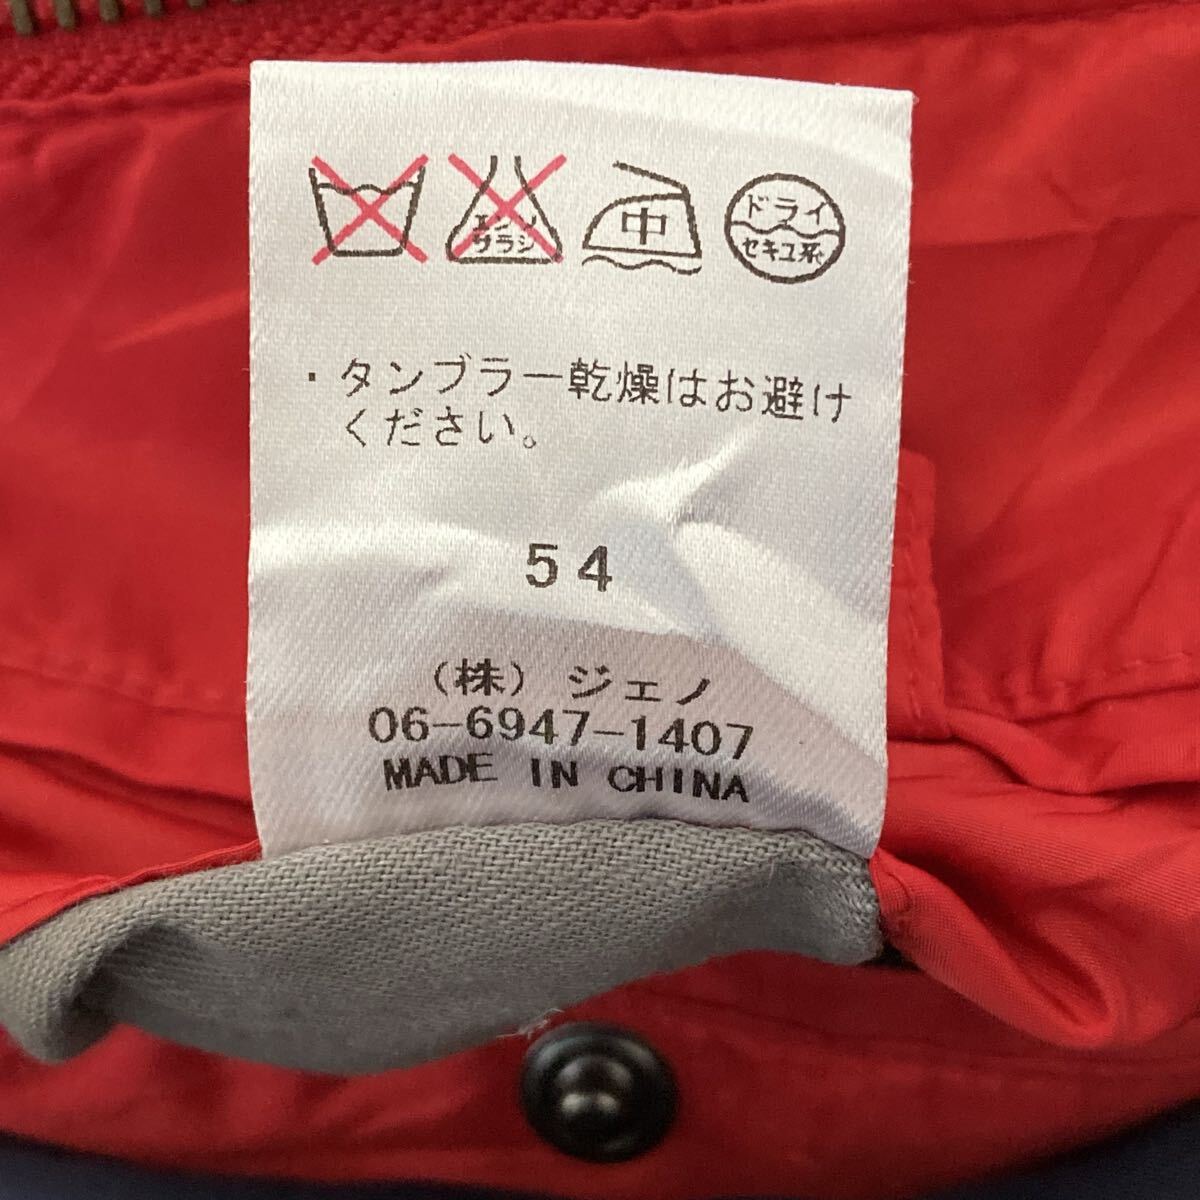 エンソ
サラシ
中
ドライ
セキユ系
・タンブラー乾燥はお避け
ください。
54
(株) ジェノ
06-6947-1407
MADE IN CHINA